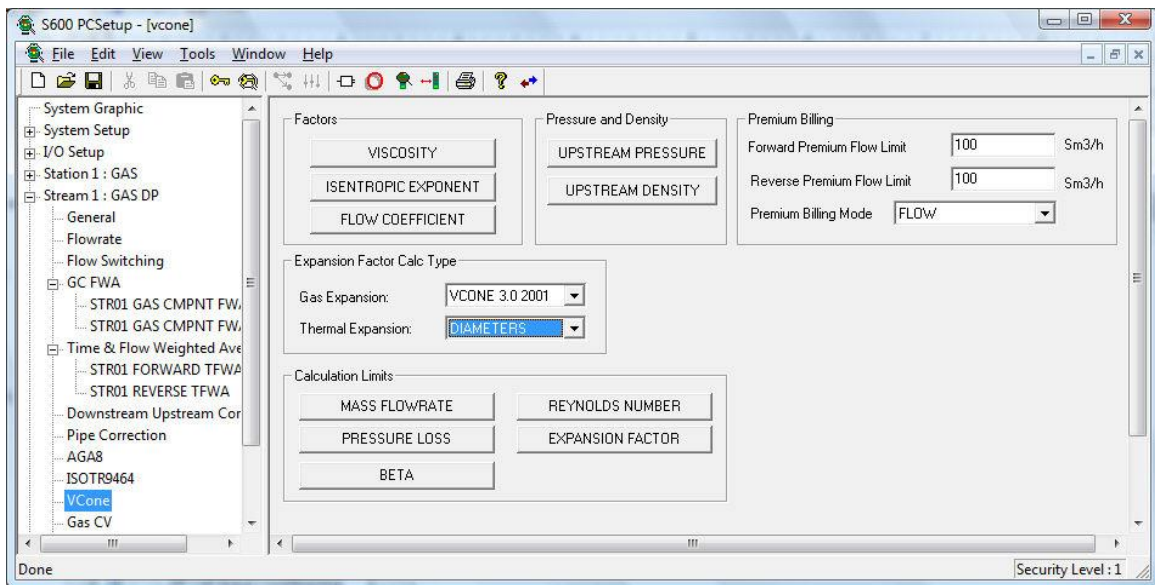 S600 PCSetup - [vcone]
File Edit View Tools Window Help
System Graphic
System Setup
I/O Setup
Station 1 : GAS
Stream 1 : GAS DP
General
Flowrate
Flow Switching
GC FWA
STR01 GAS CMPNT FW
STR01 GAS CMPNT FW
Time & Flow Weighted Ave
STR01 FORWARD TFWA
STR01 REVERSE TFWA
Downstream Upstream Cor
Pipe Correction
AGA8
ISOTR9464
VCone
Gas CV
Factors
VISCOSITY
ISENTROPIC EXPONENT
FLOW COEFFICIENT
Pressure and Density
UPSTREAM PRESSURE
UPSTREAM DENSITY
Premium Billing
Forward Premium Flow Limit 100 Sm3/h
Reverse Premium Flow Limit 100 Sm3/h
Premium Billing Mode FLOW
Expansion Factor Calc Type
Gas Expansion: VCONE 3.0 2001
Thermal Expansion: DIAMETERS
Calculation Limits
MASS FLOWRATE REYNOLDS NUMBER
PRESSURE LOSS EXPANSION FACTOR
BETA
Done Security Level : 1